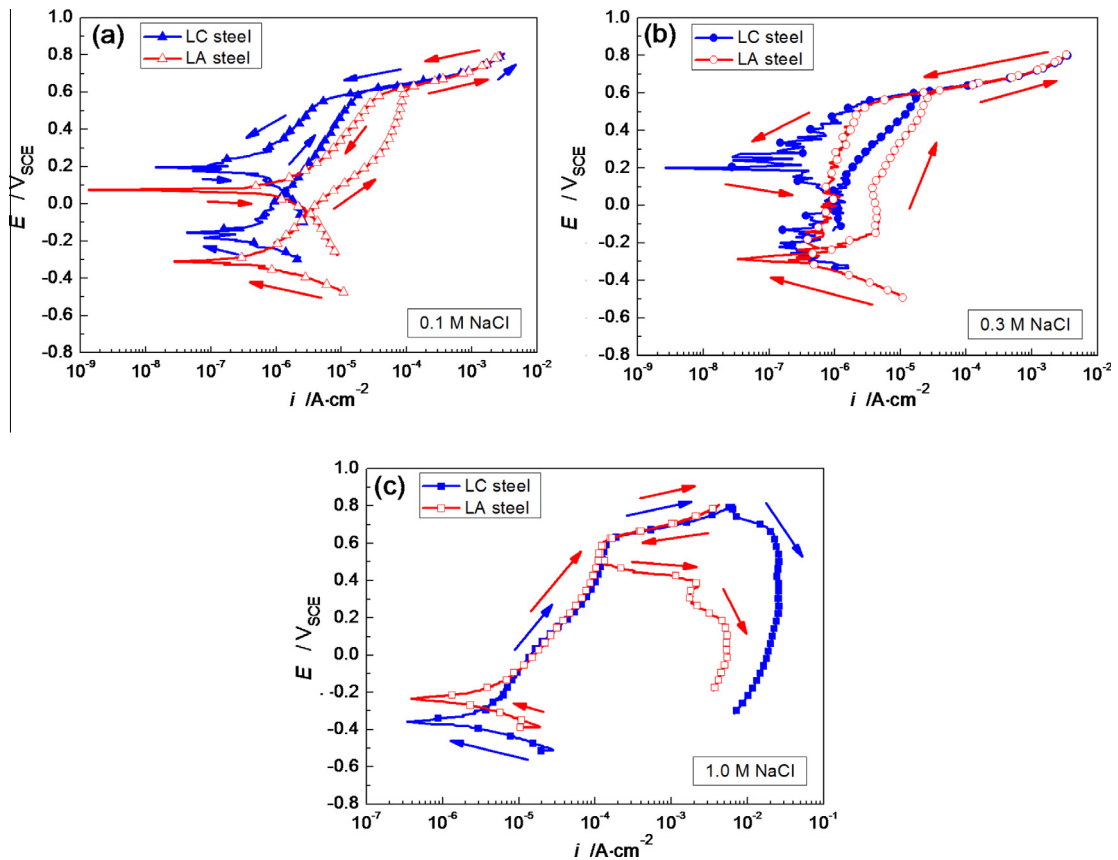 (a)
LC steel
LA steel
1.0
0.8
0.6
0.4
0.2
0.0
-0.2
-0.4
-0.6
-0.8
E / V_SCE
10⁻⁹ 10⁻⁸ 10⁻⁷ 10⁻⁶ 10⁻⁵ 10⁻⁴ 10⁻³ 10⁻²
i /A·cm⁻²
0.1 M NaCl
(b)
LC steel
LA steel
1.0
0.8
0.6
0.4
0.2
0.0
-0.2
-0.4
-0.6
-0.8
E / V_SCE
10⁻⁹ 10⁻⁸ 10⁻⁷ 10⁻⁶ 10⁻⁵ 10⁻⁴ 10⁻³ 10⁻²
i /A·cm⁻²
0.3 M NaCl
(c)
LC steel
LA steel
1.0
0.8
0.6
0.4
0.2
0.0
-0.2
-0.4
-0.6
-0.8
E / V_SCE
10⁻⁷ 10⁻⁶ 10⁻⁵ 10⁻⁴ 10⁻³ 10⁻² 10⁻¹
i /A·cm⁻²
1.0 M NaCl